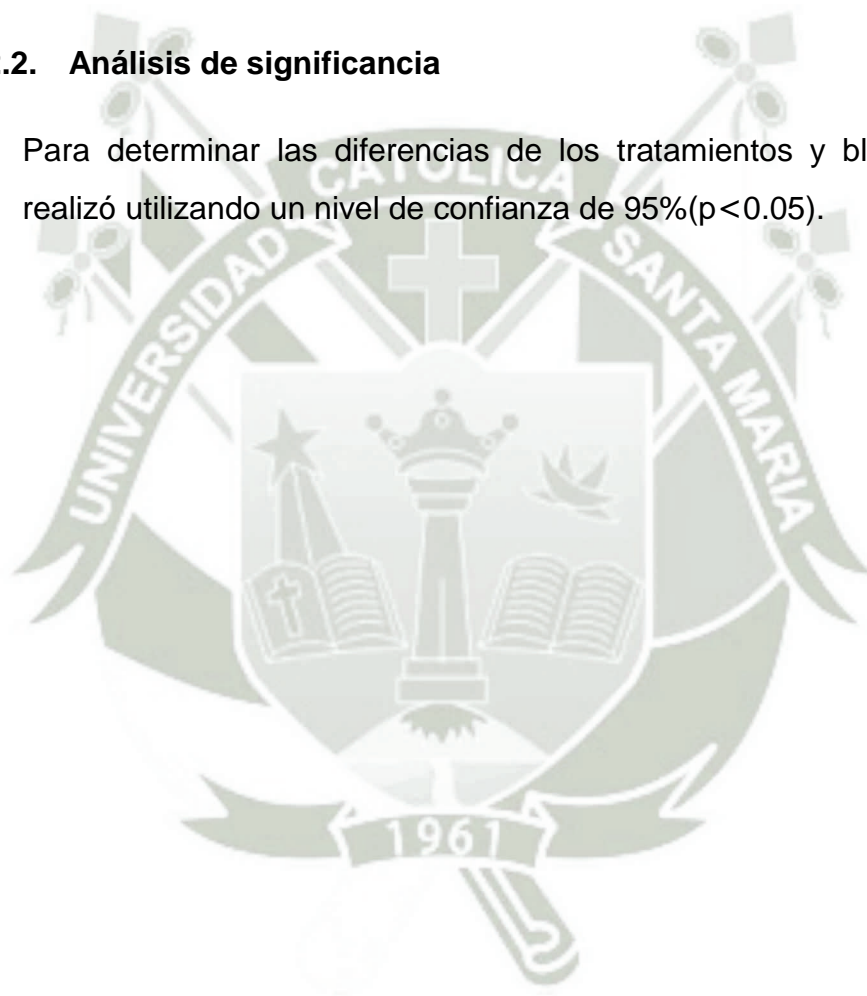 .2. Análisis de significancia
Para determinar las diferencias de los tratamientos y
realizó utilizando un nivel de confianza de 95%(p<0.05).
CATOLICA
UNIVERSIDAD
SANTA MARIA
1961